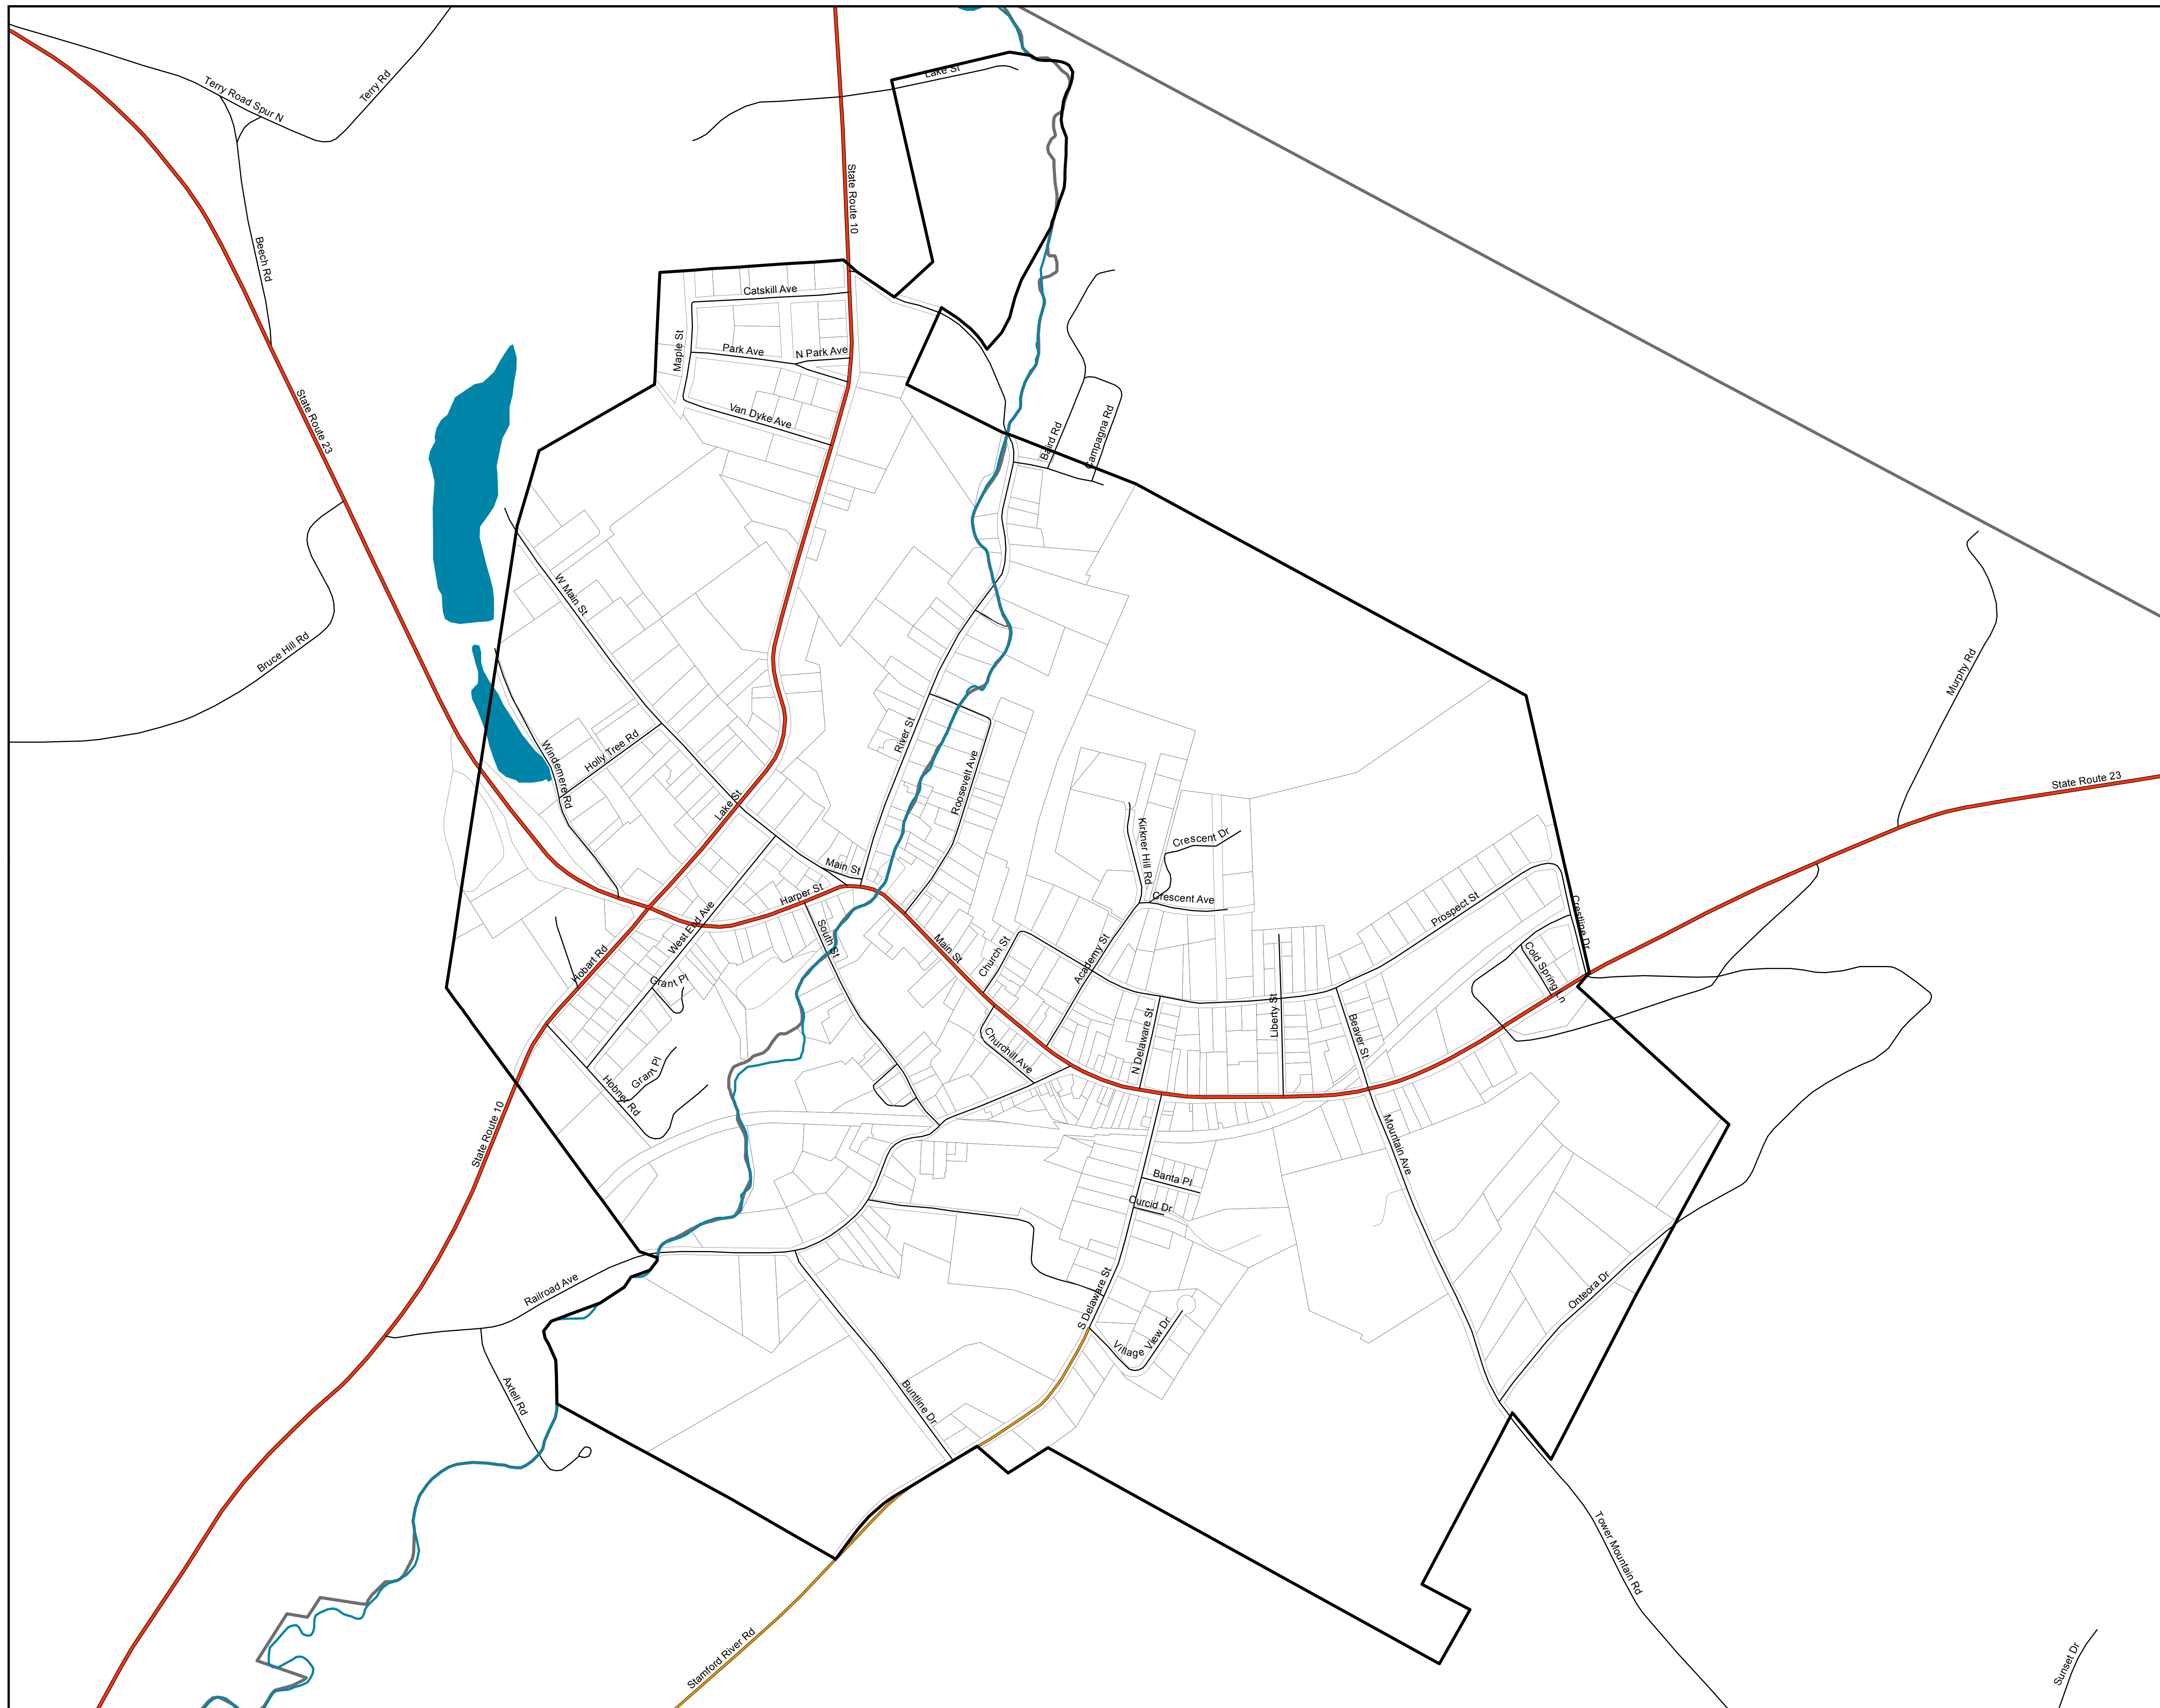 Lake St
Terry Road Spur N
Terry Rd
State Route 10
Beech Rd
Catskill Ave
Maple St
Park Ave
N Park Ave
State Route 23
Van Dyke Ave
Baird Rd
Campagna Rd
W Main St
Bruce Hill Rd
Murphy Rd
River St
Holly Tree Rd
Windemere Rd
Roosevelt Ave
State Route 23
Lake St
Kirkner Hill Rd
Crescent Dr
Main St
Harper St
Crescent Ave
West End Ave
South St
Main St
Church St
Academy St
Prospect St
Crestline Dr
Hobart Rd
Grant Pl
Cold Spring Ln
Liberty St
N Delaware St
Beaver St
Churchill Ave
Grant Pl
Hobner Rd
State Route 10
Mountain Ave
Banta Pl
Curcid Dr
Railroad Ave
S Delaware St
Onteora Dr
Village View Dr
Axtell Rd
Buntline Dr
Tower Mountain Rd
Stamford River Rd
Sunset Dr